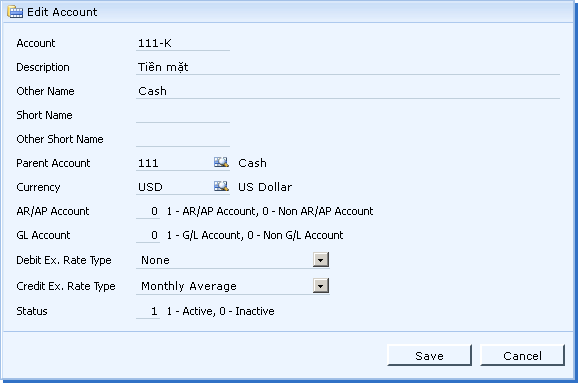 Edit Account
Account 111-K
Description Tiền mặt
Other Name Cash
Short Name
Other Short Name
Parent Account 111 Cash
Currency USD US Dollar
AR/AP Account 0 1 - AR/AP Account, 0 - Non AR/AP Account
GL Account 0 1 - G/L Account, 0 - Non G/L Account
Debit Ex. Rate Type None
Credit Ex. Rate Type Monthly Average
Status 1 1 - Active, 0 - Inactive
Save Cancel